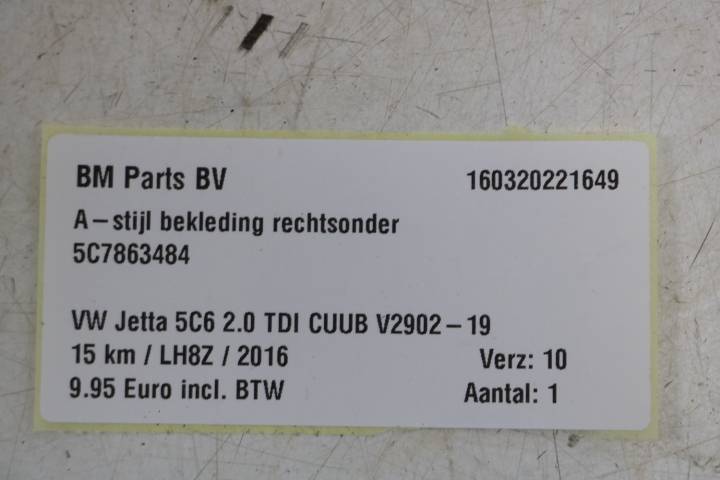 BM Parts BV 160320221649
A-stijl bekleding rechtsonder
5C7863484
VW Jetta 5C6 2.0 TDI CUUB V2902-19
15 km / LH8Z / 2016 Verz: 10
9.95 Euro incl. BTW Aantal: 1